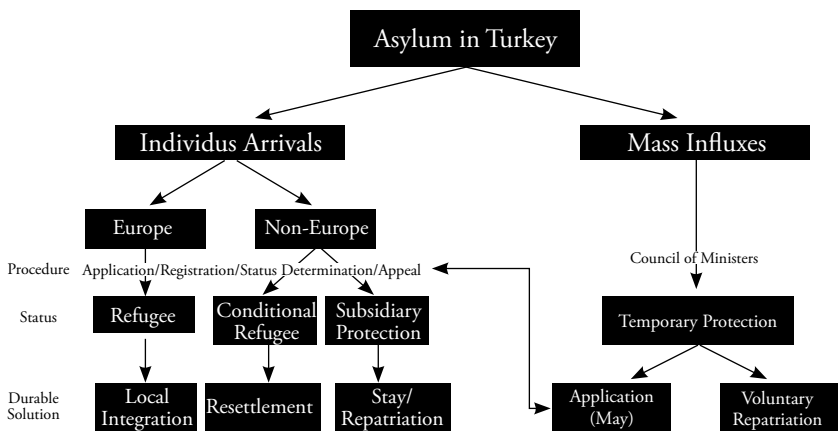 Asylum in Turkey
Individus Arrivals
Mass Influxes
Europe
Non-Europe
Procedure
Application/Registration/Status Determination/Appeal
Council of Ministers
Status
Refugee
Conditional
Refugee
Subsidiary
Protection
Temporary Protection
Durable
Solution
Local
Integration
Resettlement
Stay/
Repatriation
Application
(May)
Voluntary
Repatriation